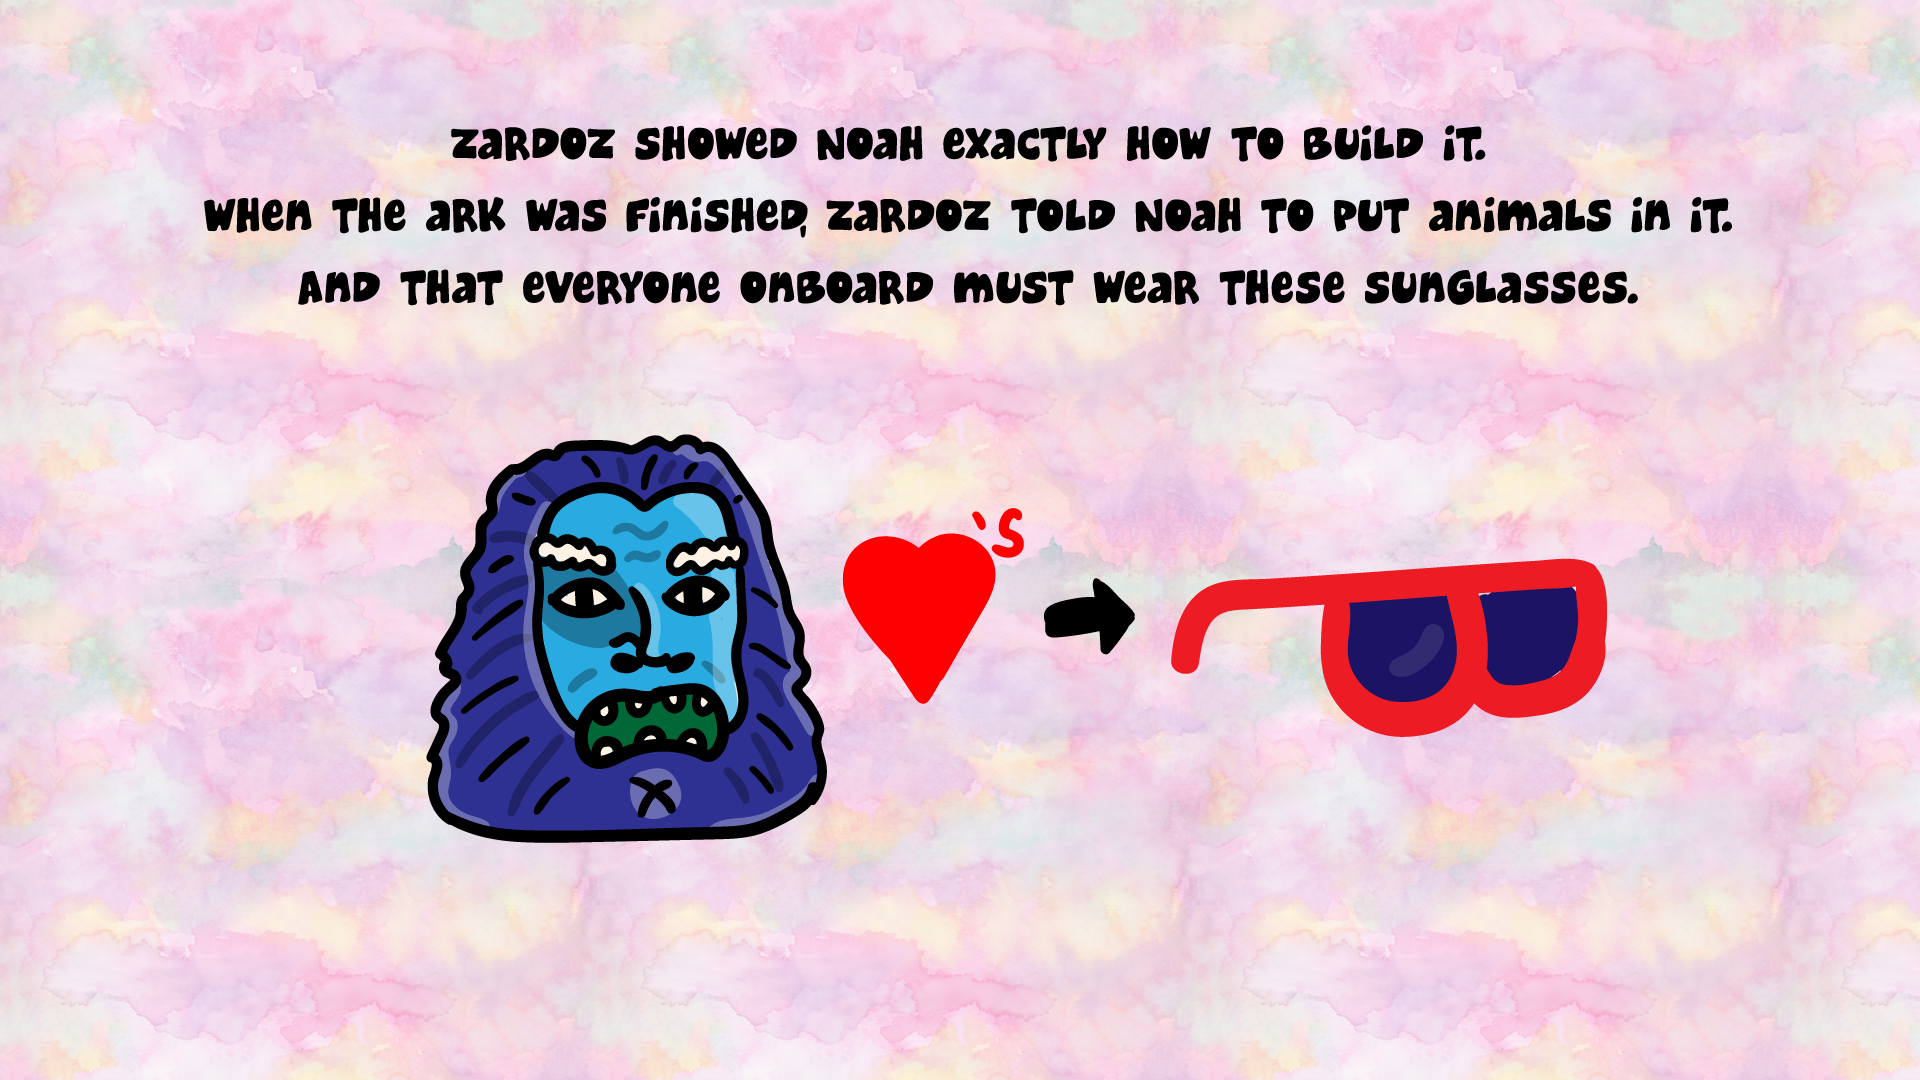 ZARDOZ SHOWED NOAH EXACTLY HOW TO BUILD IT.
WHEN THE ARK WAS FINISHED, ZARDOZ TOLD NOAH TO PUT ANIMALS IN IT.
AND THAT EVERYONE ONBOARD MUST WEAR THESE SUNGLASSES.
'S